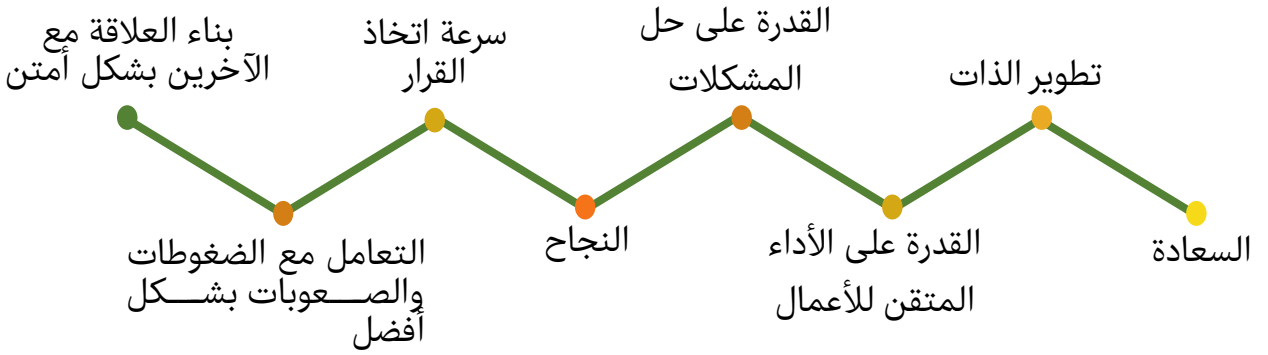 السعادة
تطوير الذات
القدرة على الأداء
المتقن للأعمال
القدرة على حل
المشكلات
النجاح
سرعة اتخاذ
القرار
التعامل مع الضغوطات
والصـــعوبات بشـــكل
أفضل
بناء العلاقة مع
الآخرين بشكل أمتن